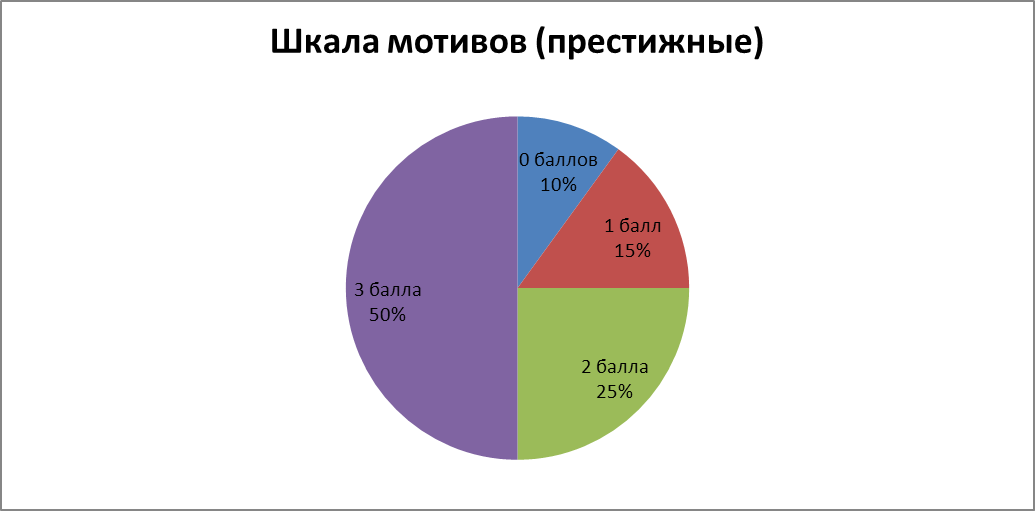 Шкала мотивов (престижные)
0 баллов
10%
1 балл
15%
2 балла
25%
3 балла
50%